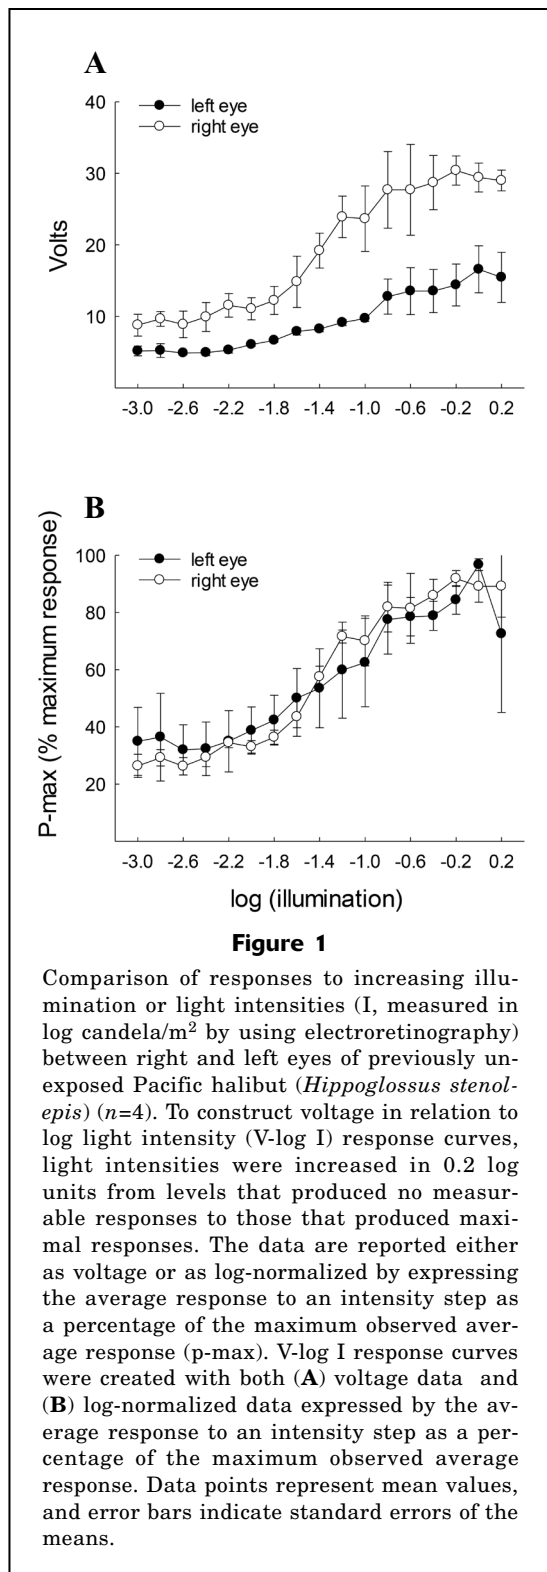 A
left eye
right eye
40
30
20
10
Volts
-3.0 -2.6 -2.2 -1.8 -1.4 -1.0 -0.6 -0.2 0.2
B
left eye
right eye
100
80
60
40
20
P-max (% maximum response)
-3.0 -2.6 -2.2 -1.8 -1.4 -1.0 -0.6 -0.2 0.2
log (illumination)
Figure 1
Comparison of responses to increasing illu-
mination or light intensities (I, measured in
log candela/m² by using electroretinography)
between right and left eyes of previously un-
exposed Pacific halibut (Hippoglossus stenol-
epis) (n=4). To construct voltage in relation to
log light intensity (V-log I) response curves,
light intensities were increased in 0.2 log
units from levels that produced no measur-
able responses to those that produced maxi-
mal responses. The data are reported either
as voltage or as log-normalized by expressing
the average response to an intensity step as
a percentage of the maximum observed aver-
age response (p-max). V-log I response curves
were created with both (A) voltage data and
(B) log-normalized data expressed by the av-
erage response to an intensity step as a per-
centage of the maximum observed average
response. Data points represent mean values,
and error bars indicate standard errors of the
means.